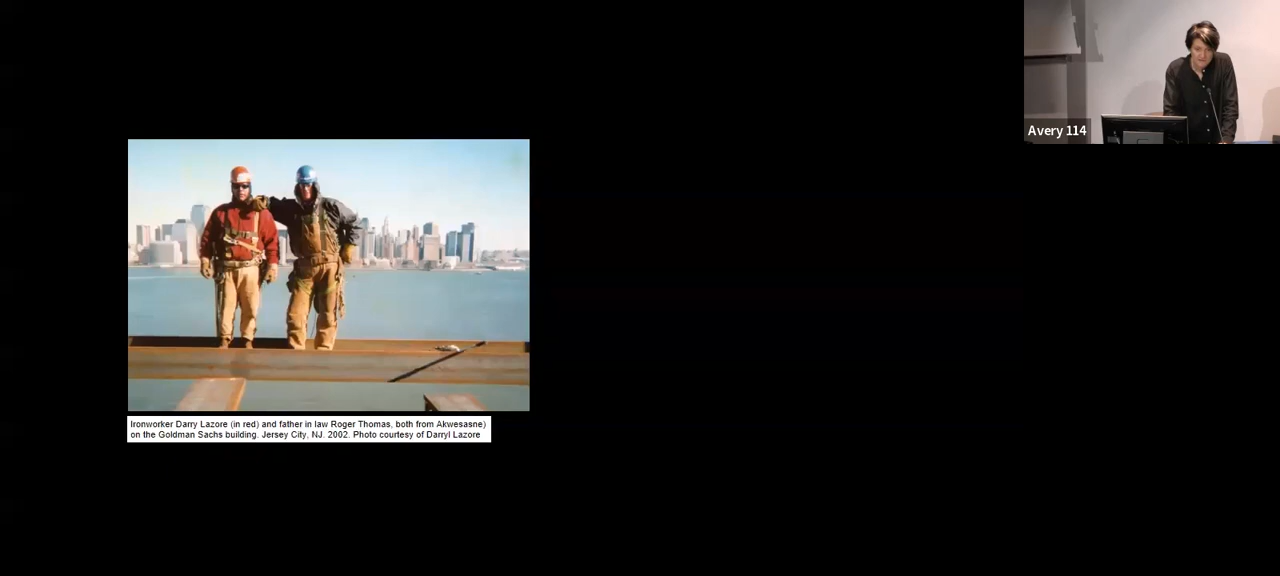 Avery 114
Ironworker Darry Lazore (in red) and father in law Roger Thomas, both from Akwesasne)
on the Goldman Sachs building. Jersey City, NJ. 2002. Photo courtesy of Darryl Lazore